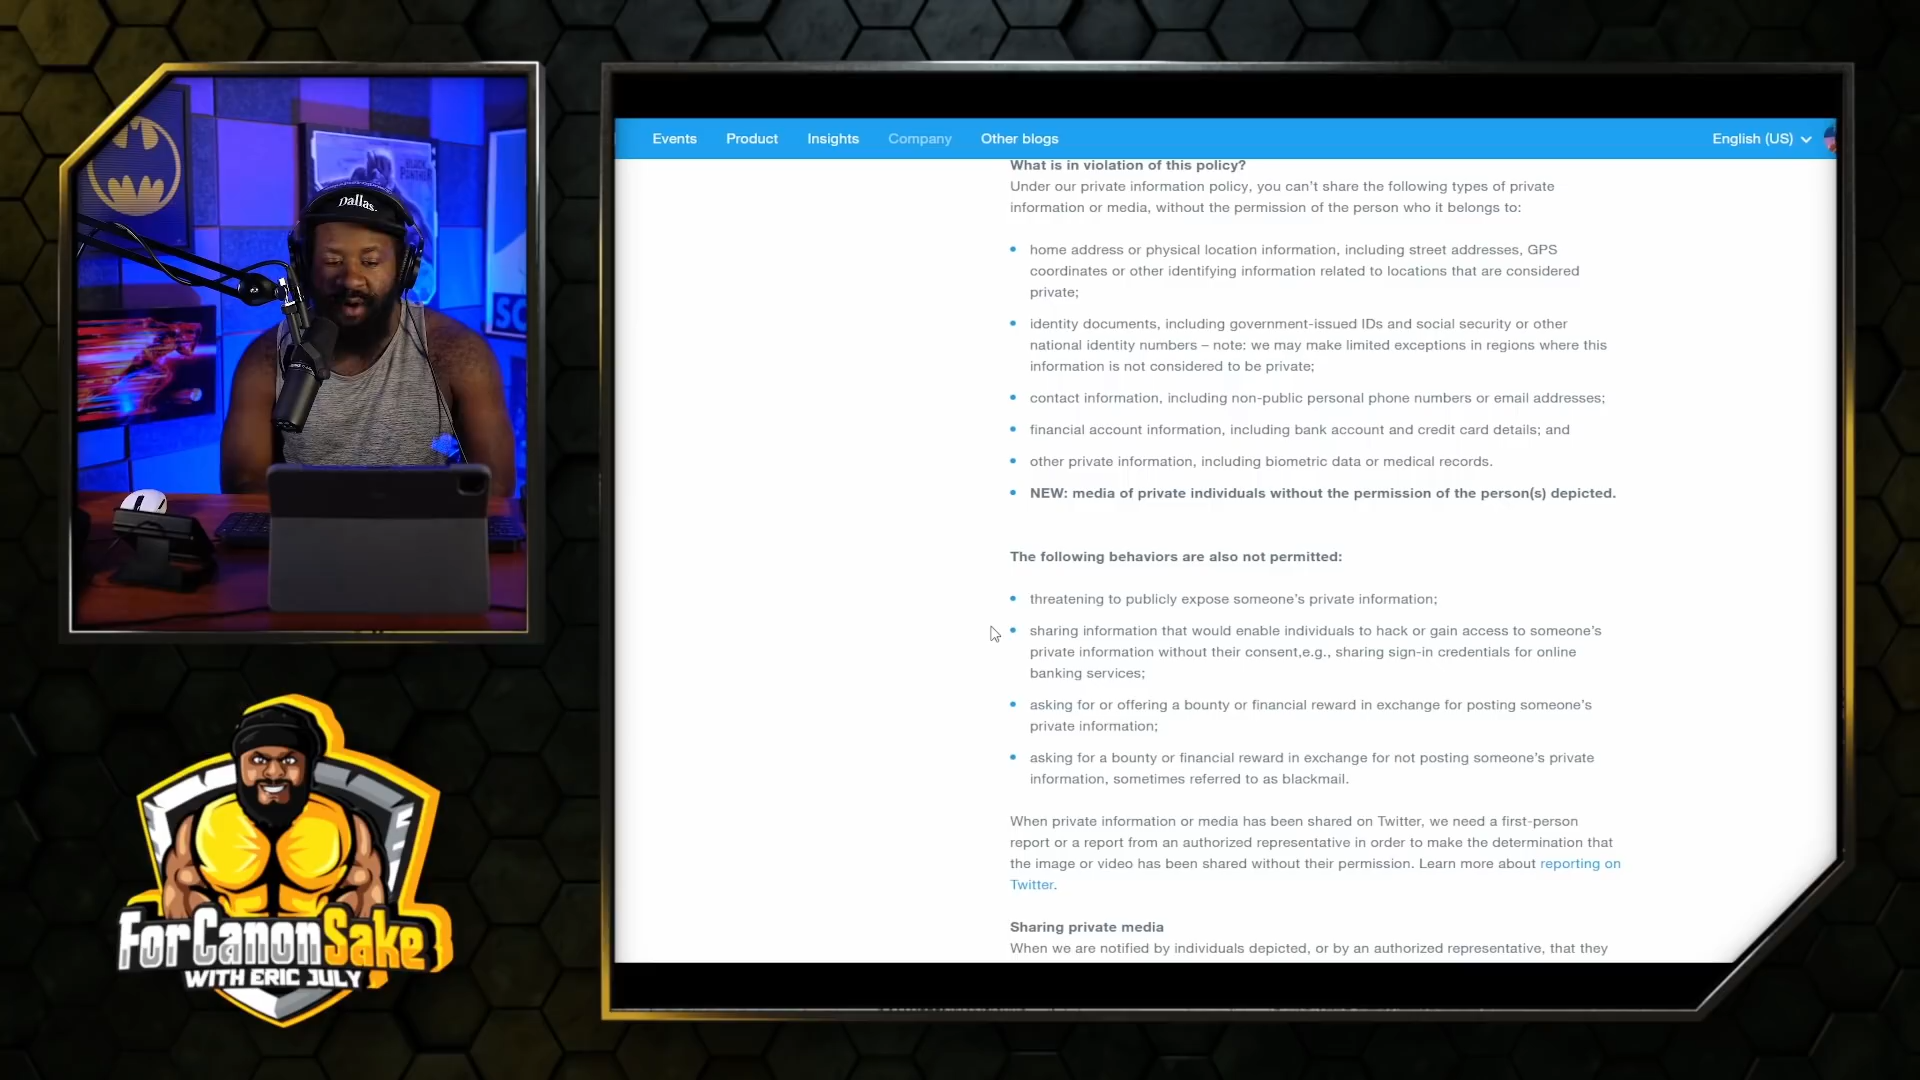 BLACK
PANTHER
Dallas.
SC
ForCanonSake
WITH ERIC JULY
Events Product Insights Company Other blogs English (US)
What is in violation of this policy?
Under our private information policy, you can't share the following types of private
information or media, without the permission of the person who it belongs to:
home address or physical location information, including street addresses, GPS
coordinates or other identifying information related to locations that are considered
private;
identity documents, including government-issued IDs and social security or other
national identity numbers – note: we may make limited exceptions in regions where this
information is not considered to be private;
contact information, including non-public personal phone numbers or email addresses;
financial account information, including bank account and credit card details; and
other private information, including biometric data or medical records.
NEW: media of private individuals without the permission of the person(s) depicted.
The following behaviors are also not permitted:
threatening to publicly expose someone's private information;
sharing information that would enable individuals to hack or gain access to someone's
private information without their consent,e.g., sharing sign-in credentials for online
banking services;
asking for or offering a bounty or financial reward in exchange for posting someone's
private information;
asking for a bounty or financial reward in exchange for not posting someone's private
information, sometimes referred to as blackmail.
When private information or media has been shared on Twitter, we need a first-person
report or a report from an authorized representative in order to make the determination that
the image or video has been shared without their permission. Learn more about reporting on
Twitter.
Sharing private media
When we are notified by individuals depicted, or by an authorized representative, that they